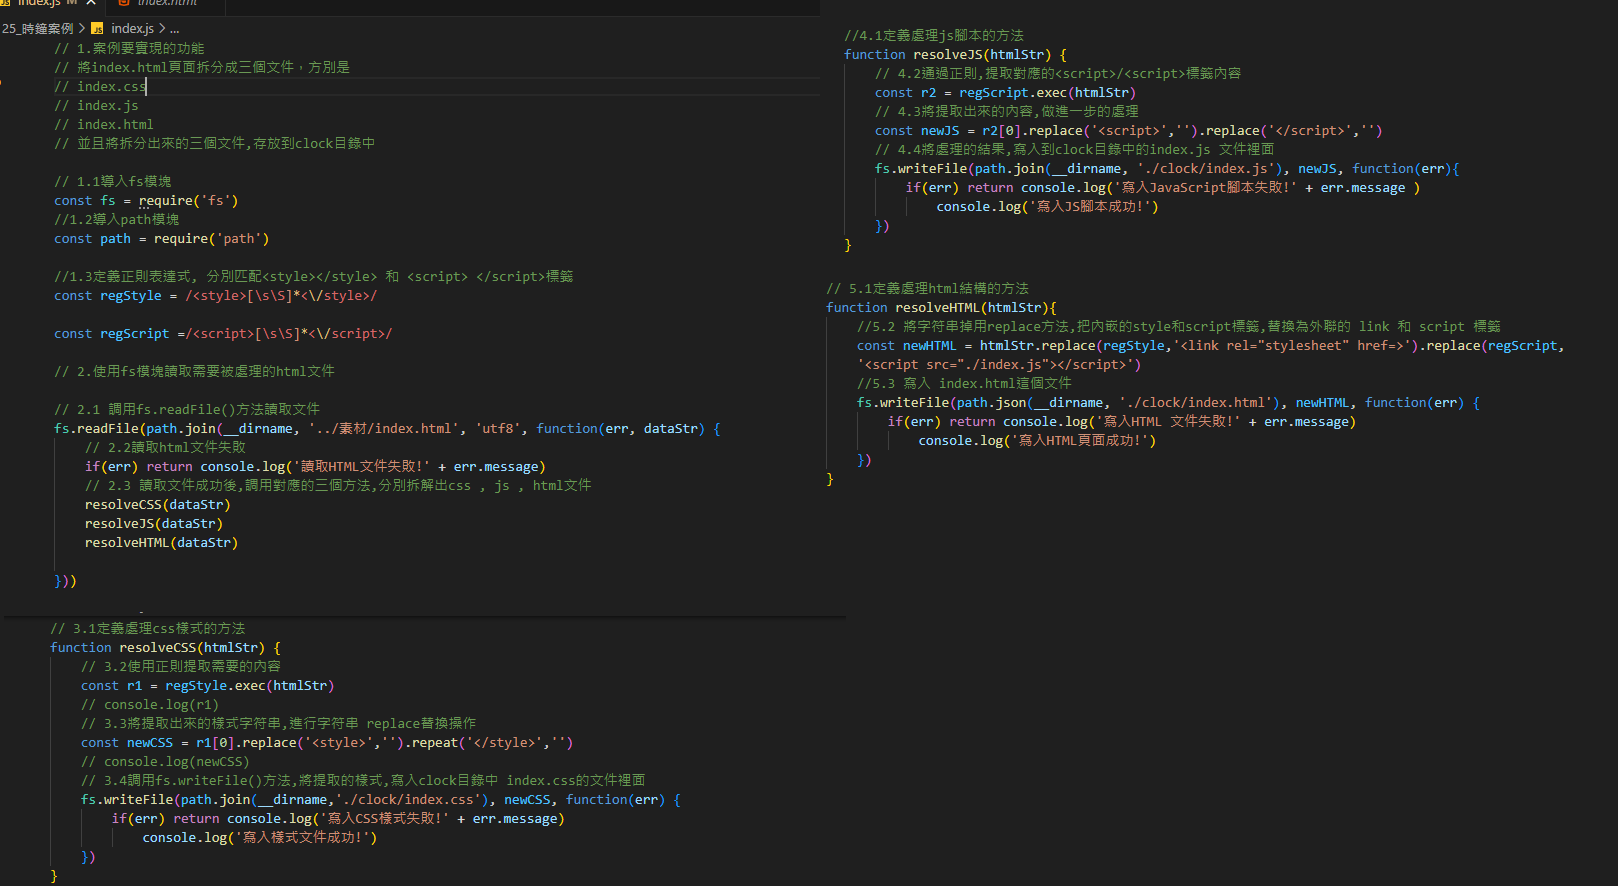 index.js M
index.html
25_時鐘案例 > index.js > ...
// 1.案例要實現的功能
// 將index.html頁面拆分成三個文件，方別是
// index.css
// index.js
// index.html
// 並且將拆分出來的三個文件,存放到clock目錄中
// 1.1導入fs模塊
const fs = require('fs')
//1.2導入path模塊
const path = require('path')
//1.3定義正則表達式, 分別匹配<style></style> 和 <script> </script>標籤
const regStyle = /<style>[\s\S]*<\/style>/
const regScript =/<script>[\s\S]*<\/script>/
// 2.使用fs模塊讀取需要被處理的html文件
// 2.1 調用fs.readFile()方法讀取文件
fs.readFile(path.join(__dirname, '../素材/index.html', 'utf8', function(err, dataStr) {
// 2.2讀取html文件失敗
if(err) return console.log('讀取HTML文件失敗!' + err.message)
// 2.3 讀取文件成功後,調用對應的三個方法,分別拆解出css , js , html文件
resolveCSS(dataStr)
resolveJS(dataStr)
resolveHTML(dataStr)
}))
// 3.1定義處理css樣式的方法
function resolveCSS(htmlStr) {
// 3.2使用正則提取需要的內容
const r1 = regStyle.exec(htmlStr)
// console.log(r1)
// 3.3將提取出來的樣式字符串,進行字符串 replace替換操作
const newCSS = r1[0].replace('<style>','').repeat('</style>','')
// console.log(newCSS)
// 3.4調用fs.writeFile()方法,將提取的樣式,寫入clock目錄中 index.css的文件裡面
fs.writeFile(path.join(__dirname,'./clock/index.css'), newCSS, function(err) {
if(err) return console.log('寫入CSS樣式失敗!' + err.message)
console.log('寫入樣式文件成功!')
})
}
//4.1定義處理js腳本的方法
function resolveJS(htmlStr) {
// 4.2通過正則,提取對應的<script>/<script>標籤內容
const r2 = regScript.exec(htmlStr)
// 4.3將提取出來的內容,做進一步的處理
const newJS = r2[0].replace('<script>','').replace('</script>','')
// 4.4將處理的結果,寫入到clock目錄中的index.js 文件裡面
fs.writeFile(path.join(__dirname, './clock/index.js'), newJS, function(err){
if(err) return console.log('寫入JavaScript腳本失敗!' + err.message )
console.log('寫入JS腳本成功!')
})
}
// 5.1定義處理html結構的方法
function resolveHTML(htmlStr){
//5.2 將字符串掉用replace方法,把內嵌的style和script標籤,替換為外聯的 link 和 script 標籤
const newHTML = htmlStr.replace(regStyle,'<link rel="stylesheet" href=>').replace(regScript,
'<script src="./index.js"></script>')
//5.3 寫入 index.html這個文件
fs.writeFile(path.json(__dirname, './clock/index.html'), newHTML, function(err) {
if(err) return console.log('寫入HTML 文件失敗!' + err.message)
console.log('寫入HTML頁面成功!')
})
}